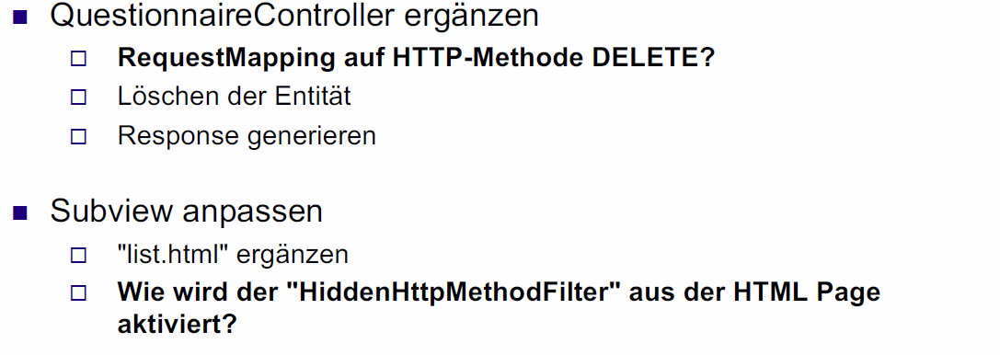 QuestionnaireController ergänzen
RequestMapping auf HTTP-Methode DELETE?
Löschen der Entität
Response generieren
Subview anpassen
"list.html" ergänzen
Wie wird der "HiddenHttpMethodFilter" aus der HTML Page
aktiviert?